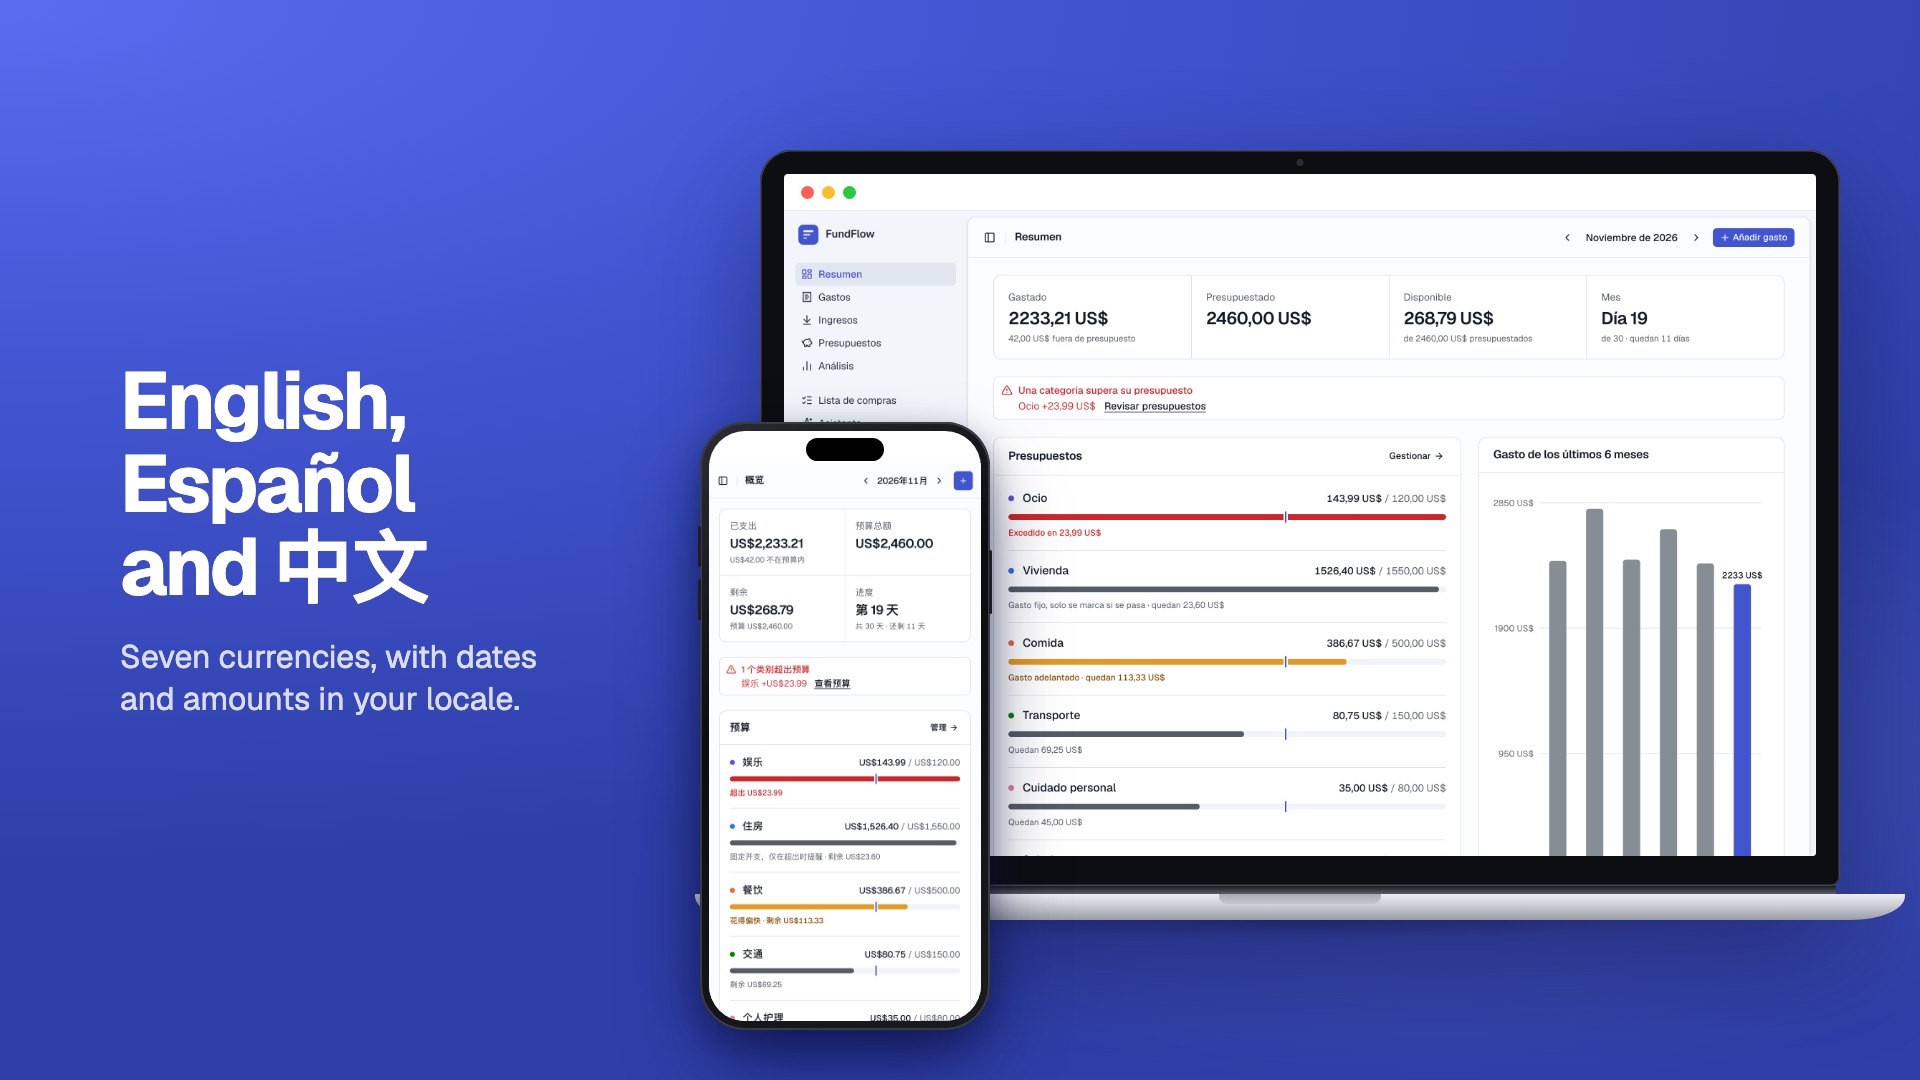 English,
Español
and 中文
Seven currencies, with dates
and amounts in your locale.
FundFlow
Resumen
Gastos
Ingresos
Presupuestos
Análisis
Lista de compras
Resumen
Noviembre de 2026
+ Añadir gasto
Gastado
2233,21 US$
42,00 US$ fuera de presupuesto
Presupuestado
2460,00 US$
Disponible
268,79 US$
de 2460,00 US$ presupuestados
Mes
Día 19
de 30 · quedan 11 días
Una categoría supera su presupuesto
Ocio +23,99 US$ Revisar presupuestos
Presupuestos
Gestionar →
Ocio
143,99 US$ / 120,00 US$
Excedido en 23,99 US$
Vivienda
1526,40 US$ / 1550,00 US$
Gasto fijo, solo se marca si se pasa · quedan 23,60 US$
Comida
386,67 US$ / 500,00 US$
Gasto adelantado · quedan 113,33 US$
Transporte
80,75 US$ / 150,00 US$
Quedan 69,25 US$
Cuidado personal
35,00 US$ / 80,00 US$
Quedan 45,00 US$
Gasto de los últimos 6 meses
2850 US$
1900 US$
950 US$
2233 US$
概览
2026年11月
+
已支出
US$2,233.21
US$42.00 不在预算内
预算总额
US$2,460.00
剩余
US$268.79
预算 US$2,460.00
进度
第 19 天
共 30 天 · 还剩 11 天
1 个类别超出预算
娱乐 +US$23.99 查看预算
预算
管理 →
娱乐
US$143.99 / US$120.00
超出 US$23.99
住房
US$1,526.40 / US$1,550.00
固定开支，仅在超出时提醒 · 剩余 US$23.60
餐饮
US$386.67 / US$500.00
花得偏快 · 剩余 US$113.33
交通
US$80.75 / US$150.00
剩余 US$69.25
个人护理
US$35.00 / US$80.00